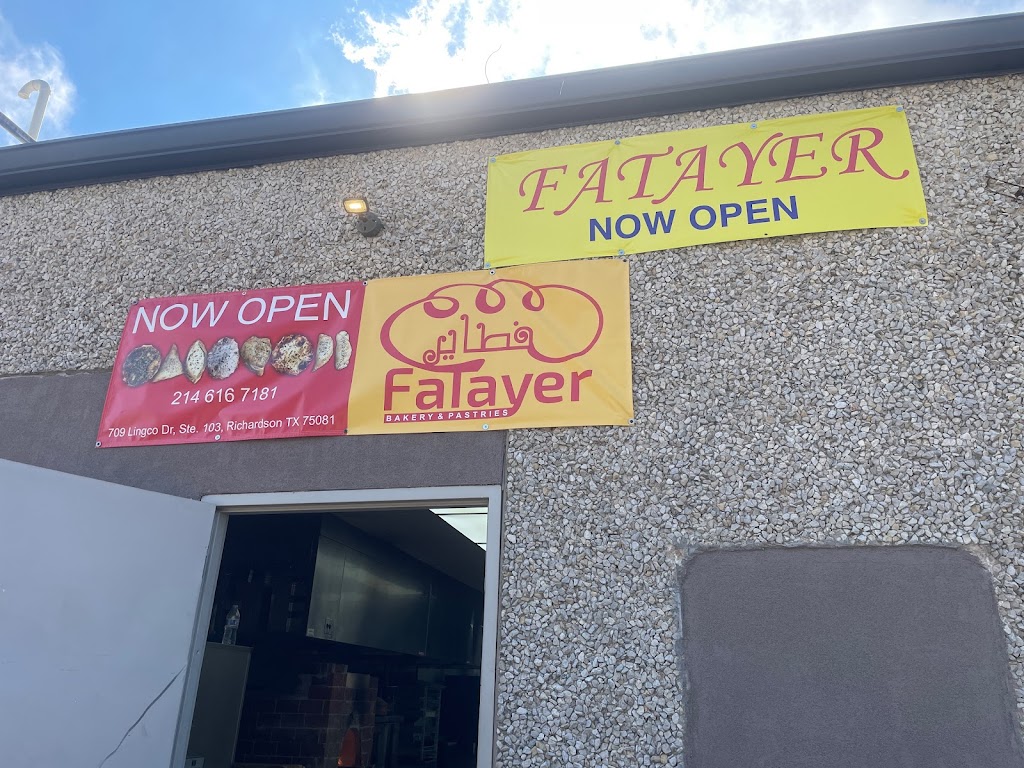 FATAYER
NOW OPEN
NOW OPEN
214 616 7181
709 Lingco Dr, Ste. 103, Richardson TX 75081
فطاير
FaTayer
BAKERY & PASTRIES